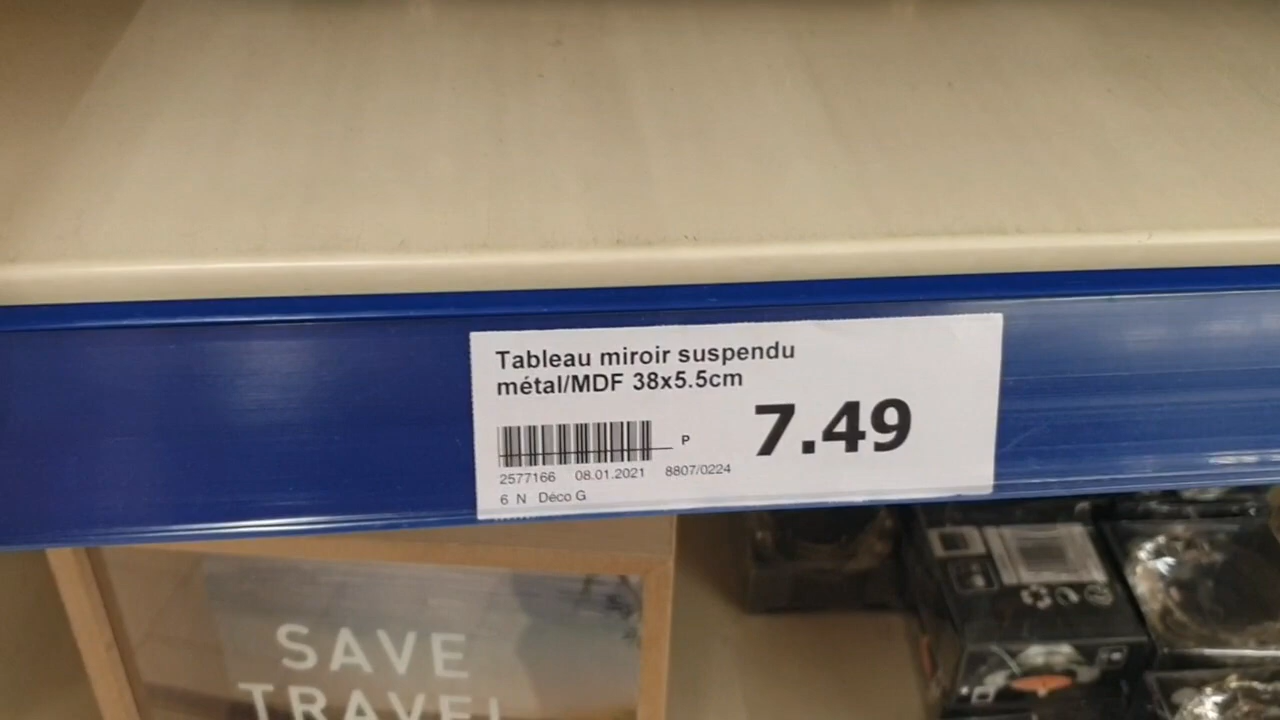 Tableau miroir suspendu
métal/MDF 38x5.5cm
P
7.49
2577166 08.01.2021 8807/0224
6 N Déco G
SAVE
TRAVEL